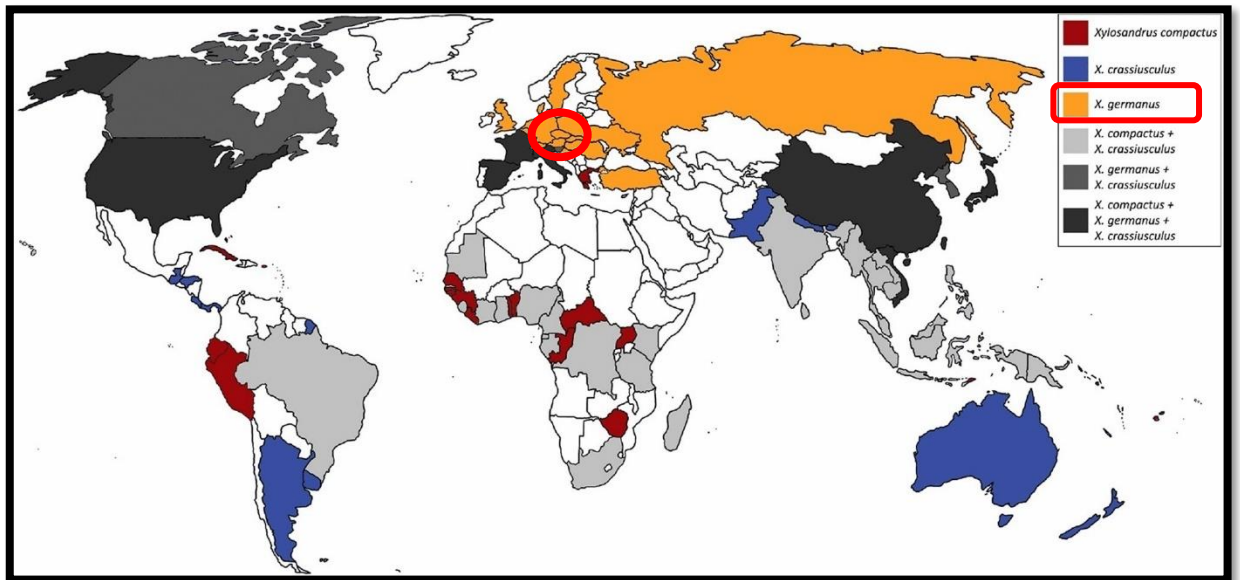 Xylosandrus compactus
X. crassiusculus
X. germanus
X. compactus +
X. crassiusculus
X. germanus +
X. crassiusculus
X. compactus +
X. germanus +
X. crassiusculus